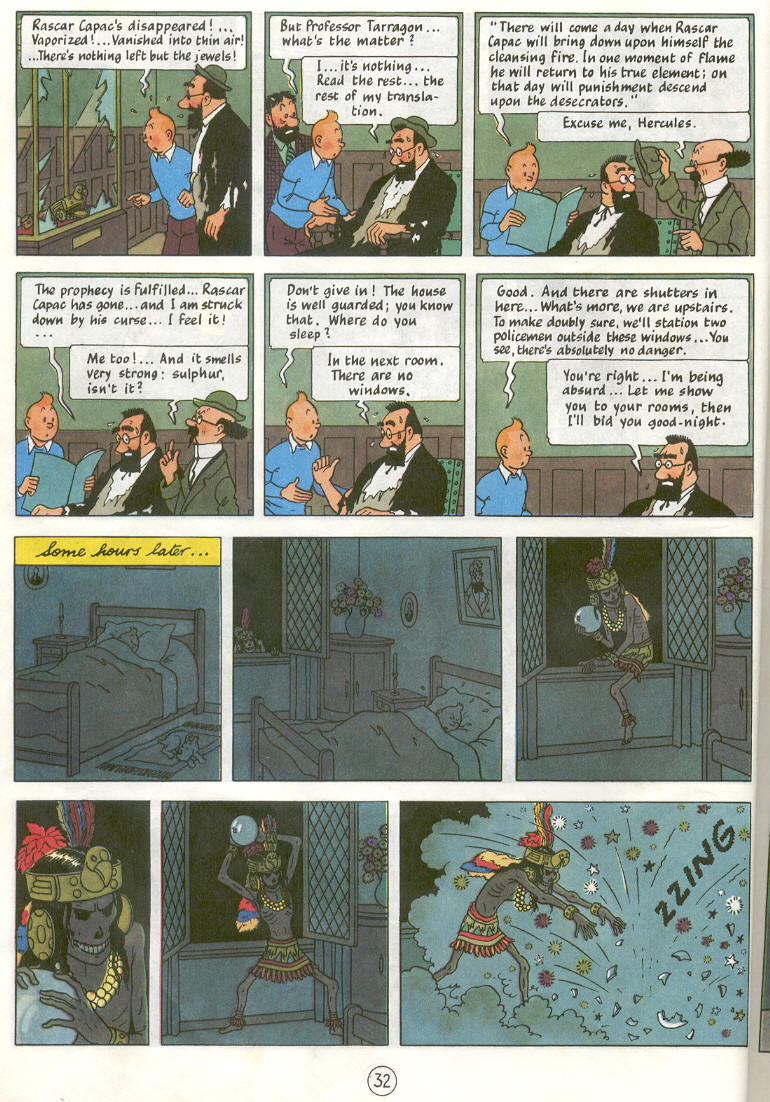 Rascar Capac's disappeared! ...
Vaporized!...Vanished into thin air!
...There's nothing left but the jewels!
But Professor Tarragon...
what's the matter?
I...it's nothing...
Read the rest... the
rest of my transla-
tion.
"There will come a day when Rascar
Capac will bring down upon himself the
cleansing fire. In one moment of flame
he will return to his true element; on
that day will punishment descend
upon the desecrators."
Excuse me, Hercules.
The prophecy is fulfilled... Rascar
Capac has gone...and I am struck
down by his curse... I feel it!
...
Me too!... And it smells
very strong: sulphur,
isn't it?
Don't give in! The house
is well guarded; you know
that. Where do you
sleep?
In the next room.
There are no
windows.
Good. And there are shutters in
here... What's more, we are upstairs.
To make doubly sure, we'll station two
policemen outside these windows...You
see, there's absolutely no danger.
You're right... I'm being
absurd... Let me show
you to your rooms, then
I'll bid you good-night.
Some hours later...
ZZING
32